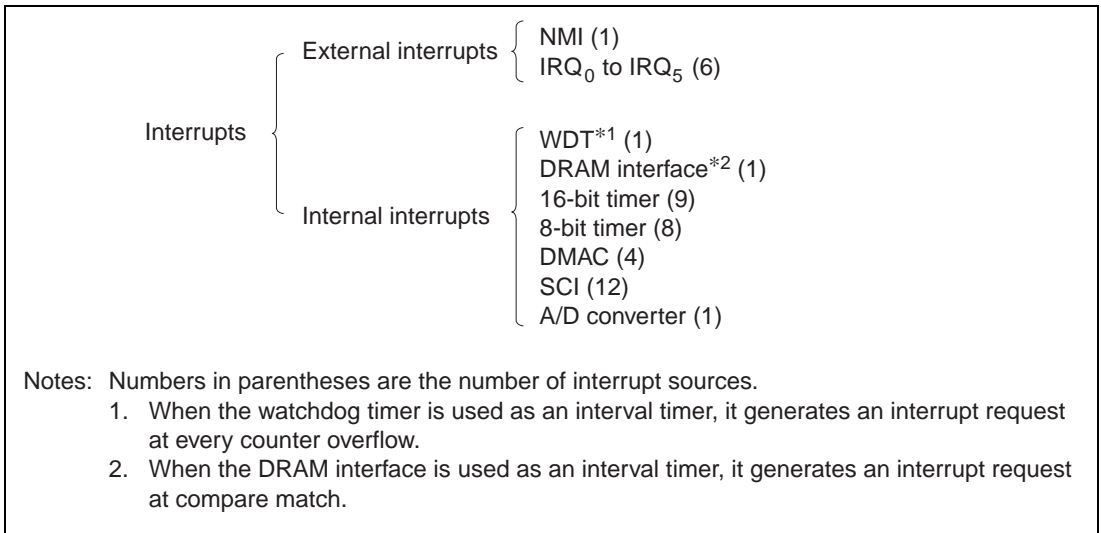 External interrupts
NMI (1)
IRQ0 to IRQ5 (6)
Interrupts
Internal interrupts
WDT*1 (1)
DRAM interface*2 (1)
16-bit timer (9)
8-bit timer (8)
DMAC (4)
SCI (12)
A/D converter (1)
Notes: Numbers in parentheses are the number of interrupt sources.
1. When the watchdog timer is used as an interval timer, it generates an interrupt request
at every counter overflow.
2. When the DRAM interface is used as an interval timer, it generates an interrupt request
at compare match.